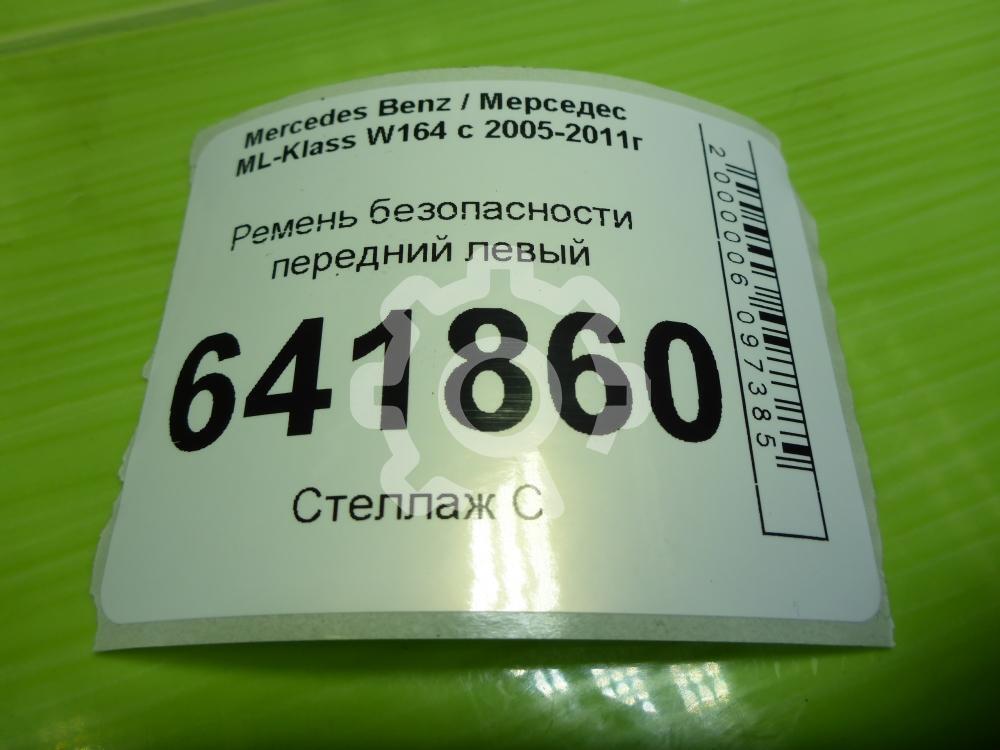 Mercedes Benz / Мерседес
ML-Klass W164 с 2005-2011г
Ремень безопасности
передний левый
641860
Стеллаж С
2000006097385